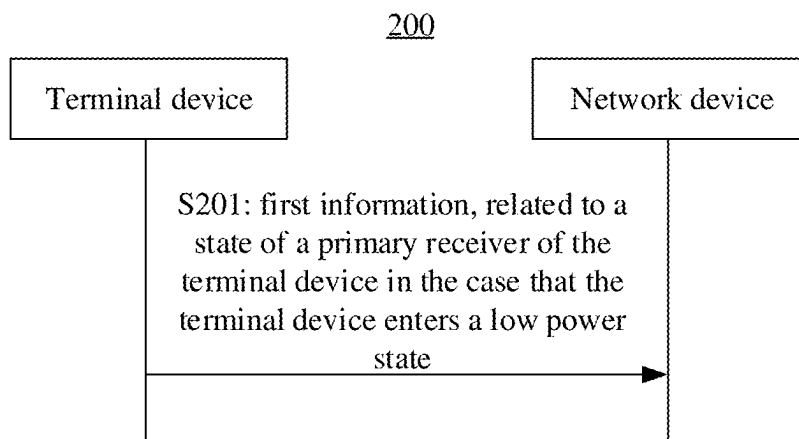 200
Terminal device
Network device
S201: first information, related to a
state of a primary receiver of the
terminal device in the case that the
terminal device enters a low power
state